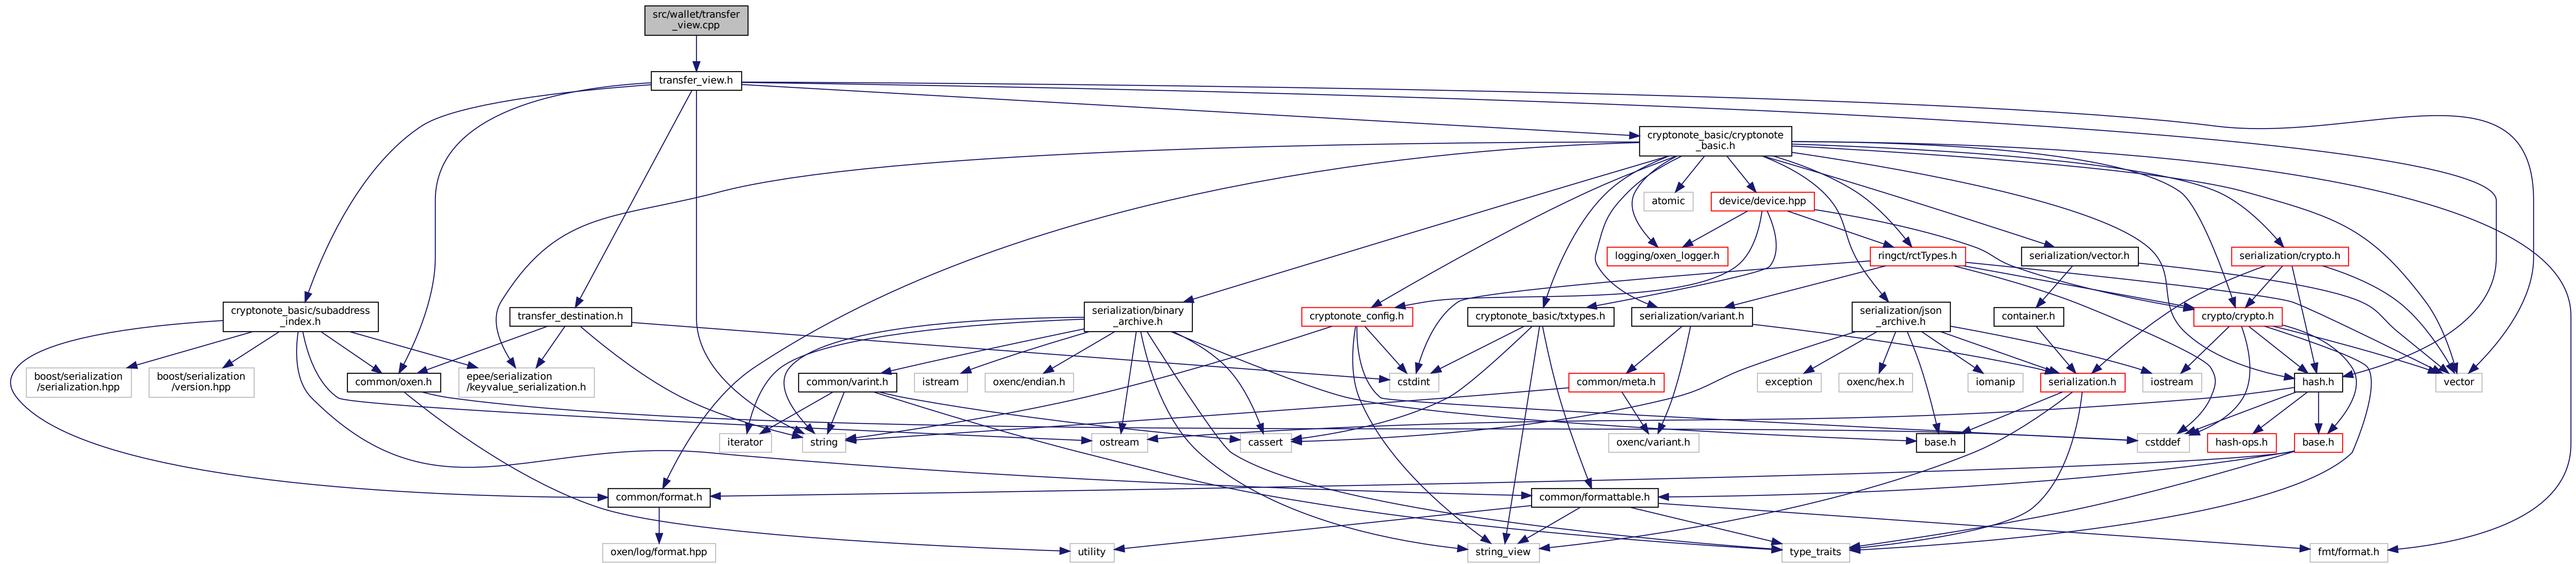 src/wallet/transfer
_view.cpp
transfer_view.h
cryptonote_basic/cryptonote
_basic.h
atomic
device/device.hpp
logging/oxen_logger.h
ringct/rctTypes.h
serialization/vector.h
serialization/crypto.h
cryptonote_basic/subaddress
_index.h
transfer_destination.h
serialization/binary
_archive.h
cryptonote_config.h
cryptonote_basic/txtypes.h
serialization/variant.h
serialization/json
_archive.h
container.h
crypto/crypto.h
boost/serialization
/serialization.hpp
boost/serialization
/version.hpp
common/oxen.h
epee/serialization
/keyvalue_serialization.h
common/varint.h
istream
oxenc/endian.h
cstdint
common/meta.h
exception
oxenc/hex.h
iomanip
serialization.h
iostream
hash.h
vector
iterator
string
ostream
cassert
oxenc/variant.h
base.h
cstddef
hash-ops.h
base.h
common/format.h
common/formattable.h
oxen/log/format.hpp
utility
string_view
type_traits
fmt/format.h